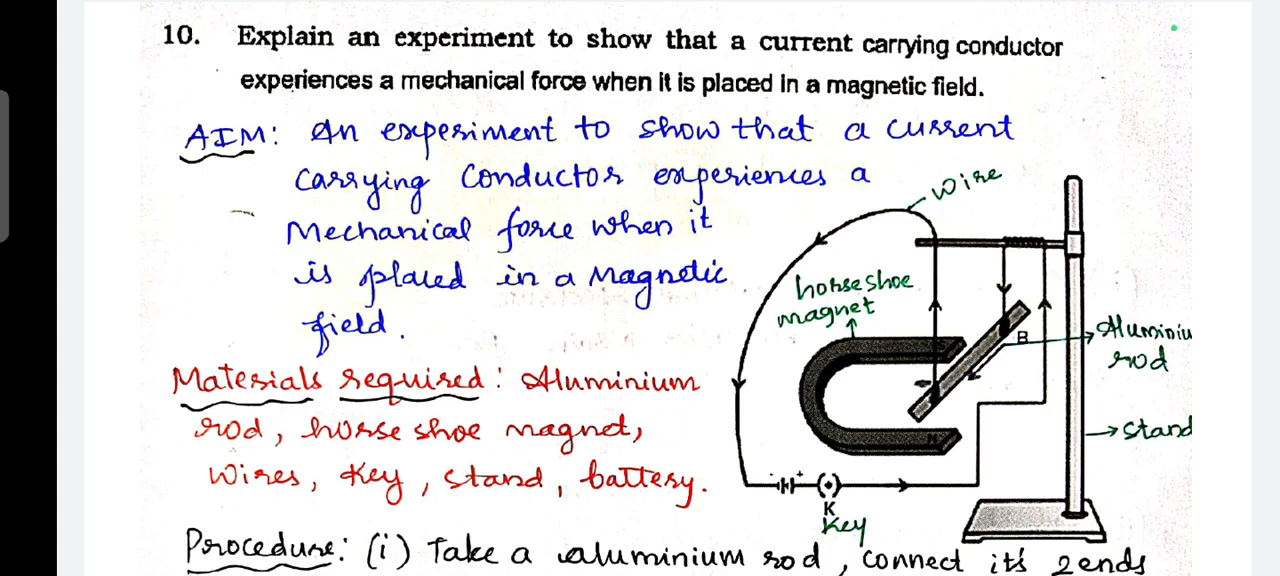 10. Explain an experiment to show that a current carrying conductor
experiences a mechanical force when it is placed in a magnetic field.
AIM: An experiment to show that a current
carrying conductor experiences a
Mechanical force when it
is placed in a Magnetic
field.
wire
horse shoe
magnet
S
B
Aluminiu
rod
N
stand
K
Key
Materials required: Aluminium
rod, horse shoe magnet,
Wires, Key, stand, battery.
Procedure: (i) Take a aluminium rod, connect it's 2 ends